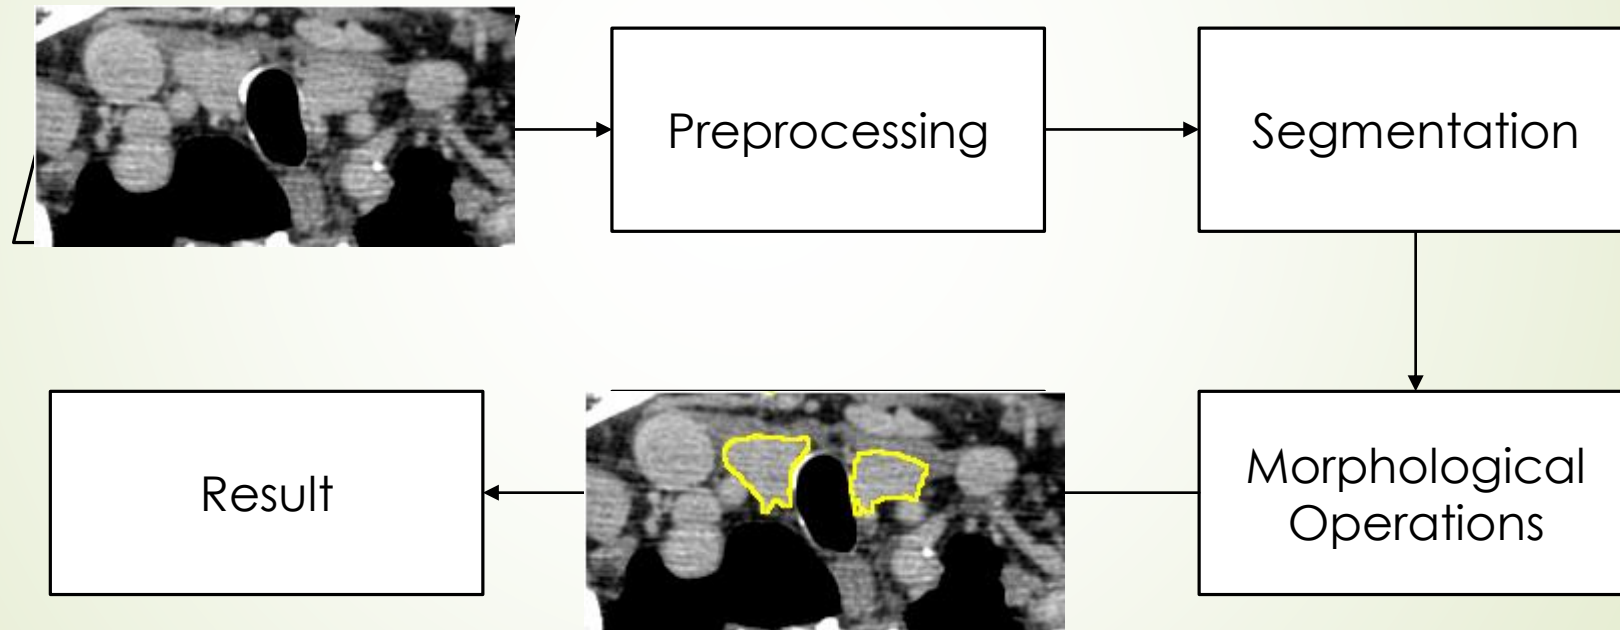 Preprocessing
Segmentation
Morphological
Operations
Result